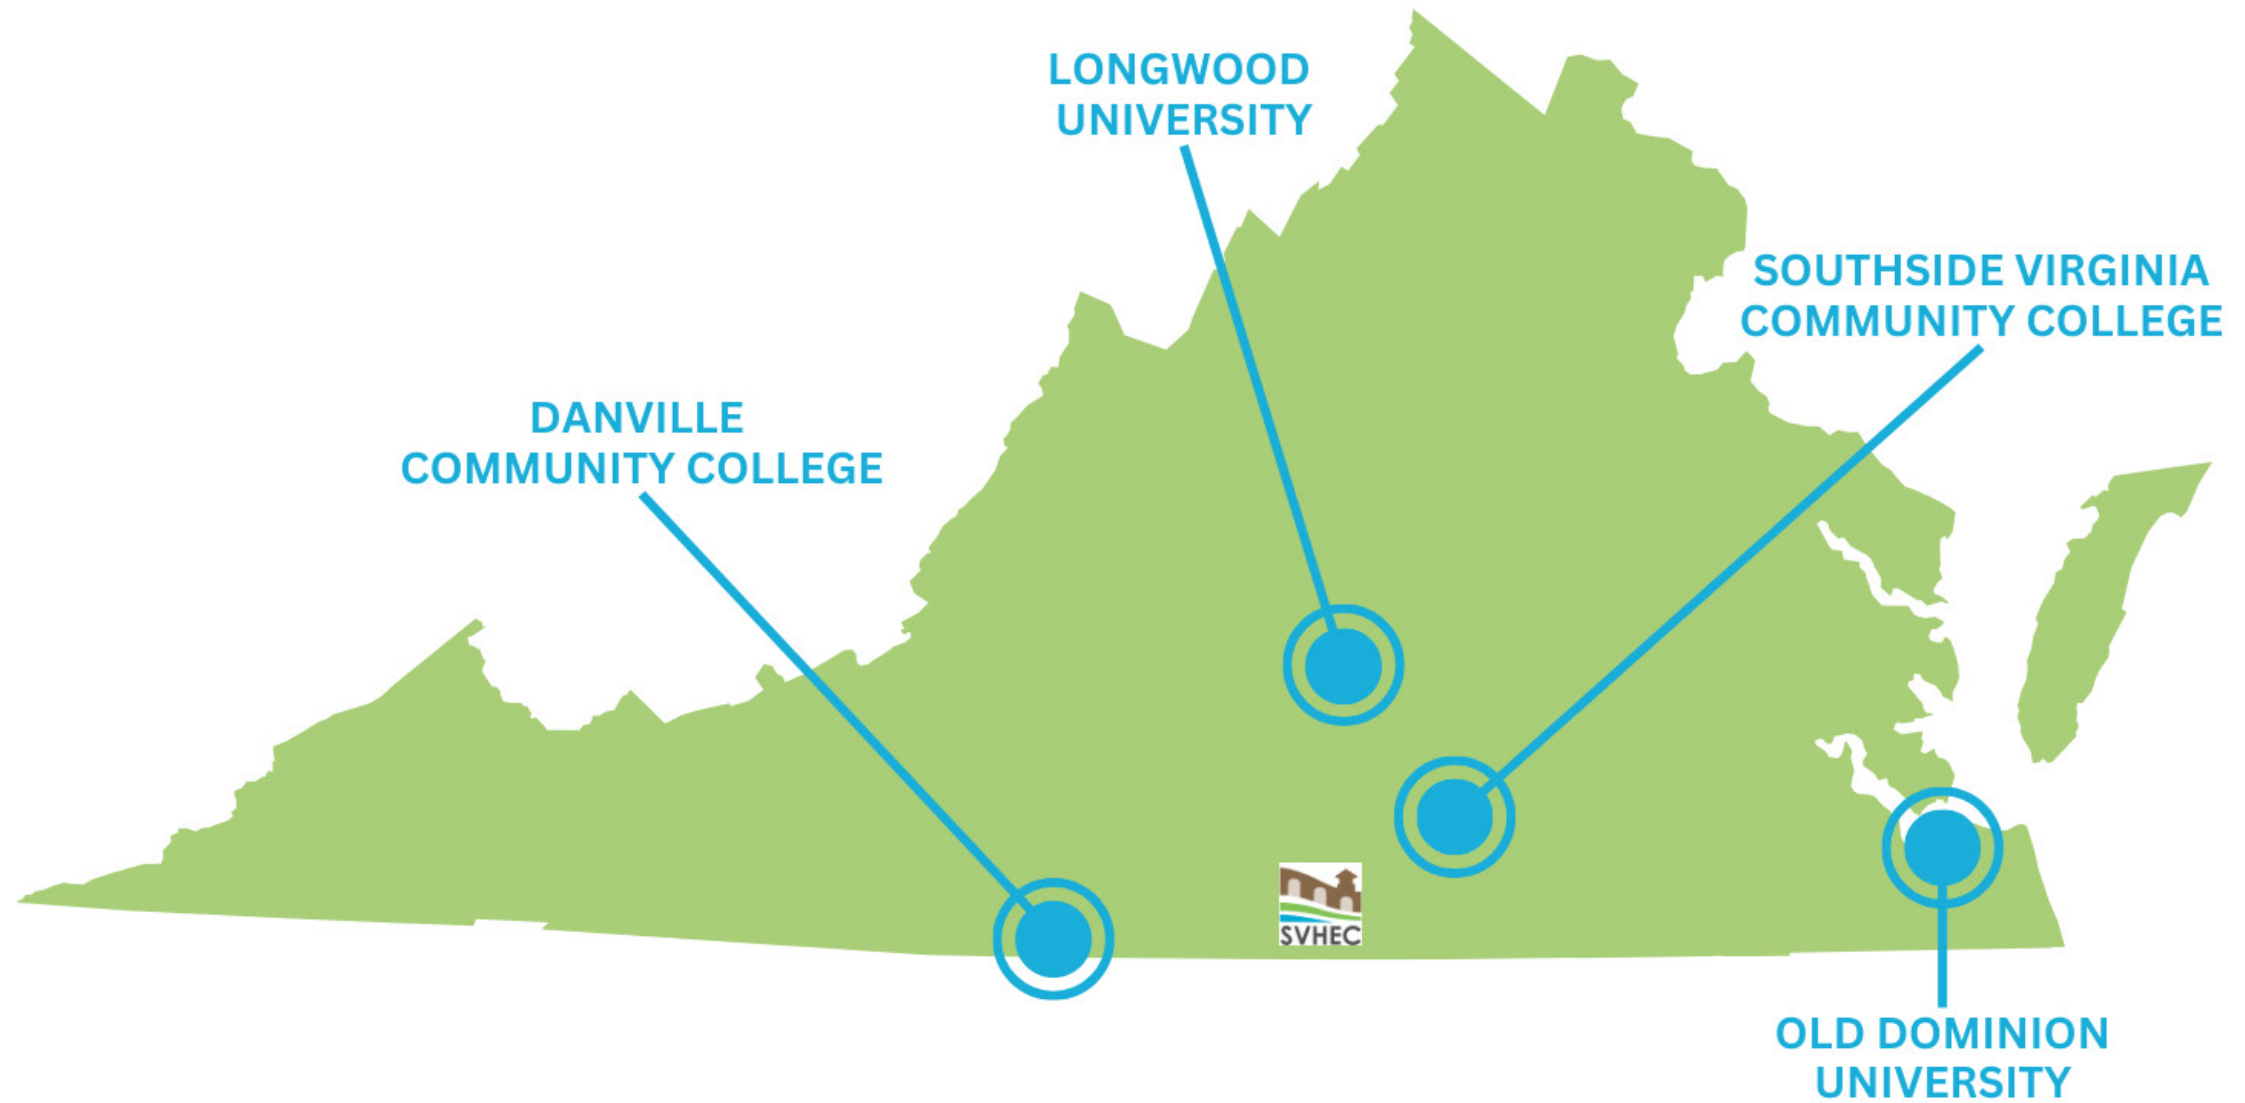 LONGWOOD
UNIVERSITY
SOUTHSIDE VIRGINIA
COMMUNITY COLLEGE
DANVILLE
COMMUNITY COLLEGE
SVHEC
OLD DOMINION
UNIVERSITY